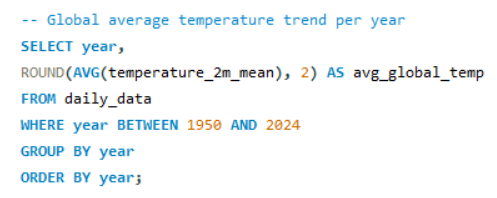 -- Global average temperature trend per year
SELECT year,
ROUND(AVG(temperature_2m_mean), 2) AS avg_global_temp
FROM daily_data
WHERE year BETWEEN 1950 AND 2024
GROUP BY year
ORDER BY year;